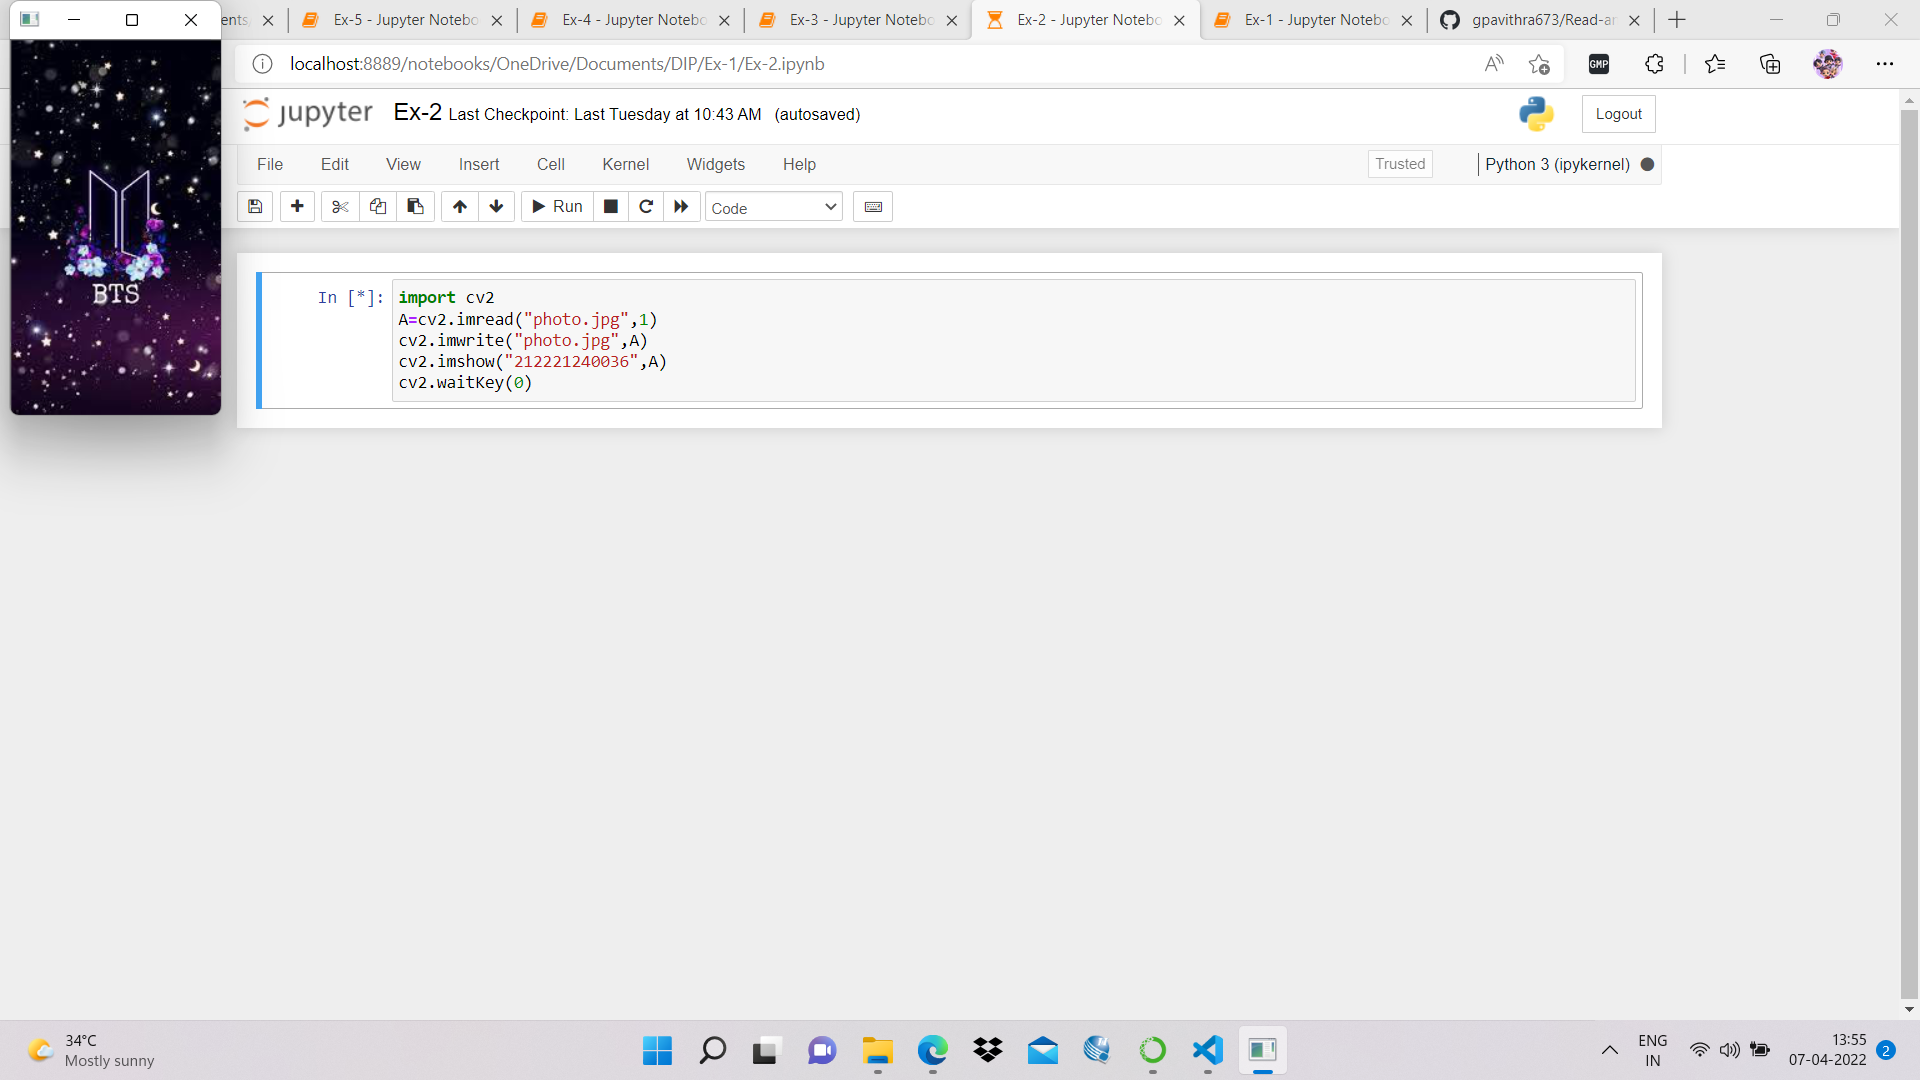 ents
Ex-5 - Jupyter Notebo
Ex-4 - Jupyter Notebo
Ex-3 - Jupyter Notebo
Ex-2 - Jupyter Notebo
Ex-1 - Jupyter Notebo
gpavithra673/Read-an
localhost:8889/notebooks/OneDrive/Documents/DIP/Ex-1/Ex-2.ipynb
GMP
jupyter Ex-2 Last Checkpoint: Last Tuesday at 10:43 AM (autosaved)
Logout
File Edit View Insert Cell Kernel Widgets Help
Trusted
Python 3 (ipykernel)
Run
Code
BTS
In [*]:
import cv2
A=cv2.imread("photo.jpg",1)
cv2.imwrite("photo.jpg",A)
cv2.imshow("212221240036",A)
cv2.waitKey(0)
34°C
Mostly sunny
ENG
IN
13:55
07-04-2022
2